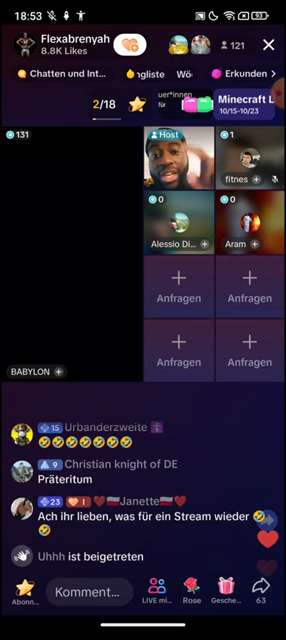 18:53
93
Flexabrenyah
8.8K Likes
121
Chatten und Int...
ngliste
Wö
Erkunden
2/18
uer*innen
für
Minecraft L
10/15-10/23
131
Host
1
fitnes
0
Alessio Di...
0
Aram
Anfragen
Anfragen
Anfragen
Anfragen
BABYLON
15 Urbanderzweite
9 Christian knight of DE
Präteritum
23 1 Janette
Ach ihr lieben, was für ein Stream wieder
Uhhh ist beigetreten
Abonn...
Komment...
LIVE mi...
Rose
Gesche...
63